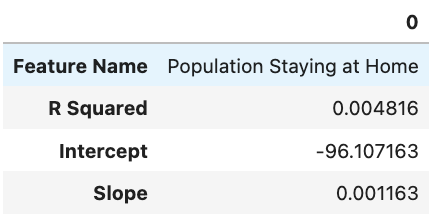 0
Feature Name Population Staying at Home
R Squared 0.004816
Intercept -96.107163
Slope 0.001163